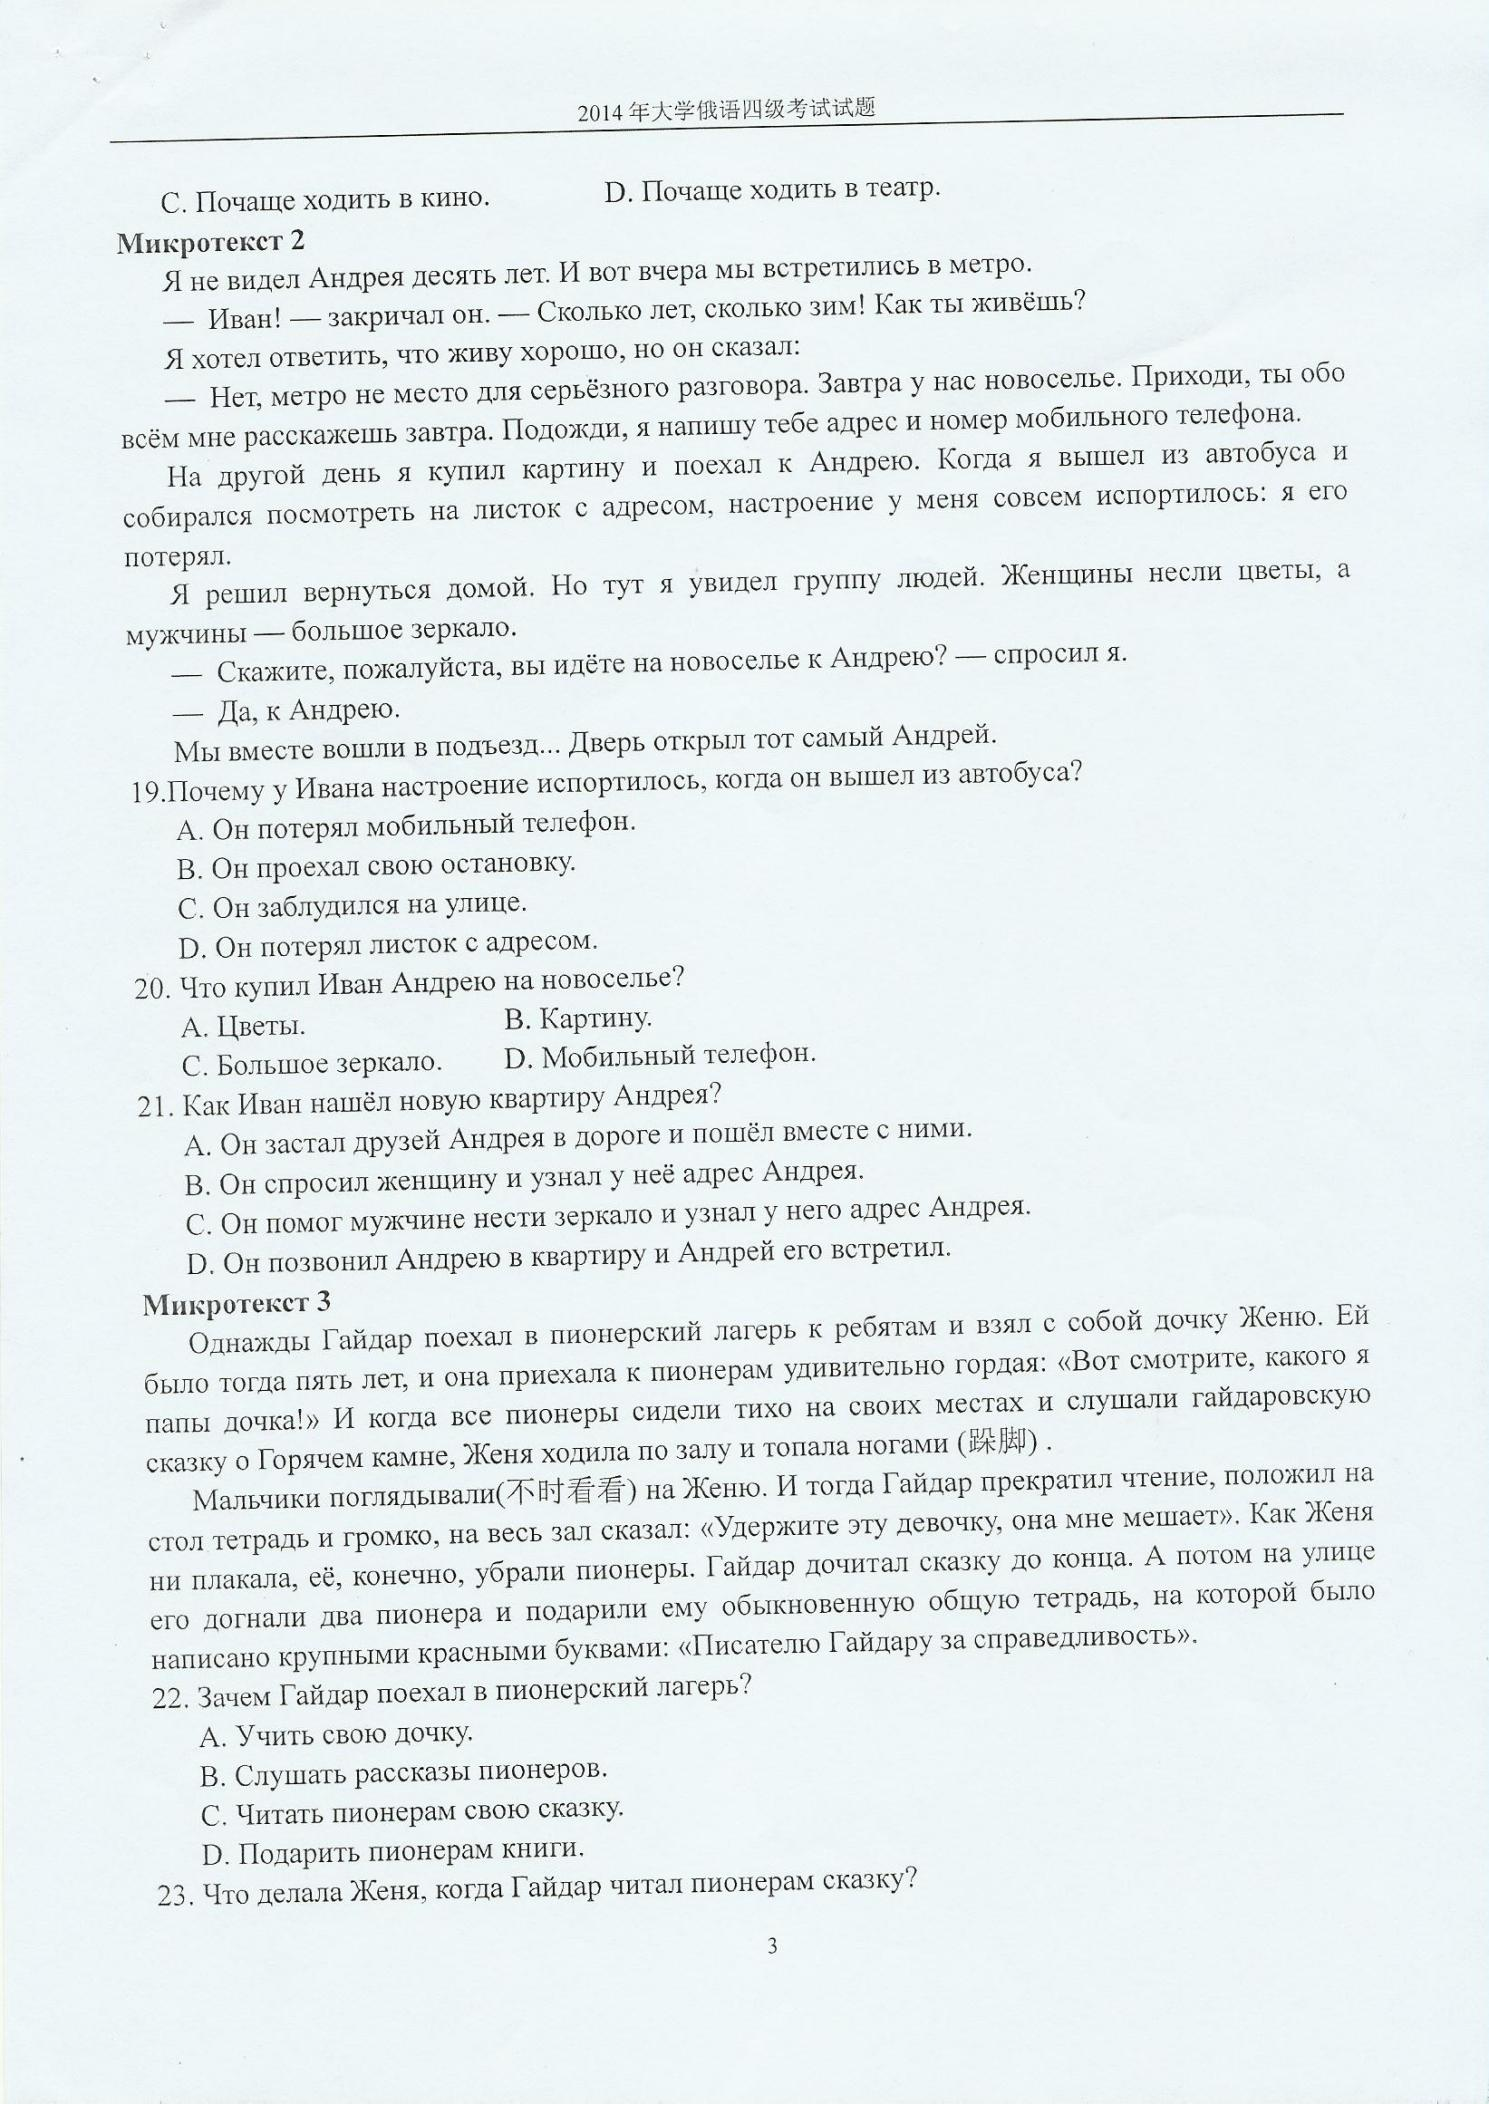 2014 年大学俄语四级考试试题
C. Почаще ходить в кино. D. Почаще ходить в театр.
Микротекст 2
Я не видел Андрея десять лет. И вот вчера мы встретились в метро.
— Иван! — закричал он. — Сколько лет, сколько зим! Как ты живёшь?
Я хотел ответить, что живу хорошо, но он сказал:
— Нет, метро не место для серьёзного разговора. Завтра у нас новоселье. Приходи, ты обо
всём мне расскажешь завтра. Подожди, я напишу тебе адрес и номер мобильного телефона.
На другой день я купил картину и поехал к Андрею. Когда я вышел из автобуса и
собирался посмотреть на листок с адресом, настроение у меня совсем испортилось: я его
потерял.
Я решил вернуться домой. Но тут я увидел группу людей. Женщины несли цветы, а
мужчины — большое зеркало.
— Скажите, пожалуйста, вы идёте на новоселье к Андрею? — спросил я.
— Да, к Андрею.
Мы вместе вошли в подъезд... Дверь открыл тот самый Андрей.
19.Почему у Ивана настроение испортилось, когда он вышел из автобуса?
A. Он потерял мобильный телефон.
B. Он проехал свою остановку.
C. Он заблудился на улице.
D. Он потерял листок с адресом.
20. Что купил Иван Андрею на новоселье?
A. Цветы. B. Картину.
C. Большое зеркало. D. Мобильный телефон.
21. Как Иван нашёл новую квартиру Андрея?
A. Он застал друзей Андрея в дороге и пошёл вместе с ними.
B. Он спросил женщину и узнал у неё адрес Андрея.
C. Он помог мужчине нести зеркало и узнал у него адрес Андрея.
D. Он позвонил Андрею в квартиру и Андрей его встретил.
Микротекст 3
Однажды Гайдар поехал в пионерский лагерь к ребятам и взял с собой дочку Женю. Ей
было тогда пять лет, и она приехала к пионерам удивительно гордая: «Вот смотрите, какого я
папы дочка!» И когда все пионеры сидели тихо на своих местах и слушали гайдаровскую
сказку о Горячем камне, Женя ходила по залу и топала ногами (跺脚) .
Мальчики поглядывали(不时看看) на Женю. И тогда Гайдар прекратил чтение, положил на
стол тетрадь и громко, на весь зал сказал: «Удержите эту девочку, она мне мешает». Как Женя
ни плакала, её, конечно, убрали пионеры. Гайдар дочитал сказку до конца. А потом на улице
его догнали два пионера и подарили ему обыкновенную общую тетрадь, на которой было
написано крупными красными буквами: «Писателю Гайдару за справедливость».
22. Зачем Гайдар поехал в пионерский лагерь?
A. Учить свою дочку.
B. Слушать рассказы пионеров.
C. Читать пионерам свою сказку.
D. Подарить пионерам книги.
23. Что делала Женя, когда Гайдар читал пионерам сказку?
3